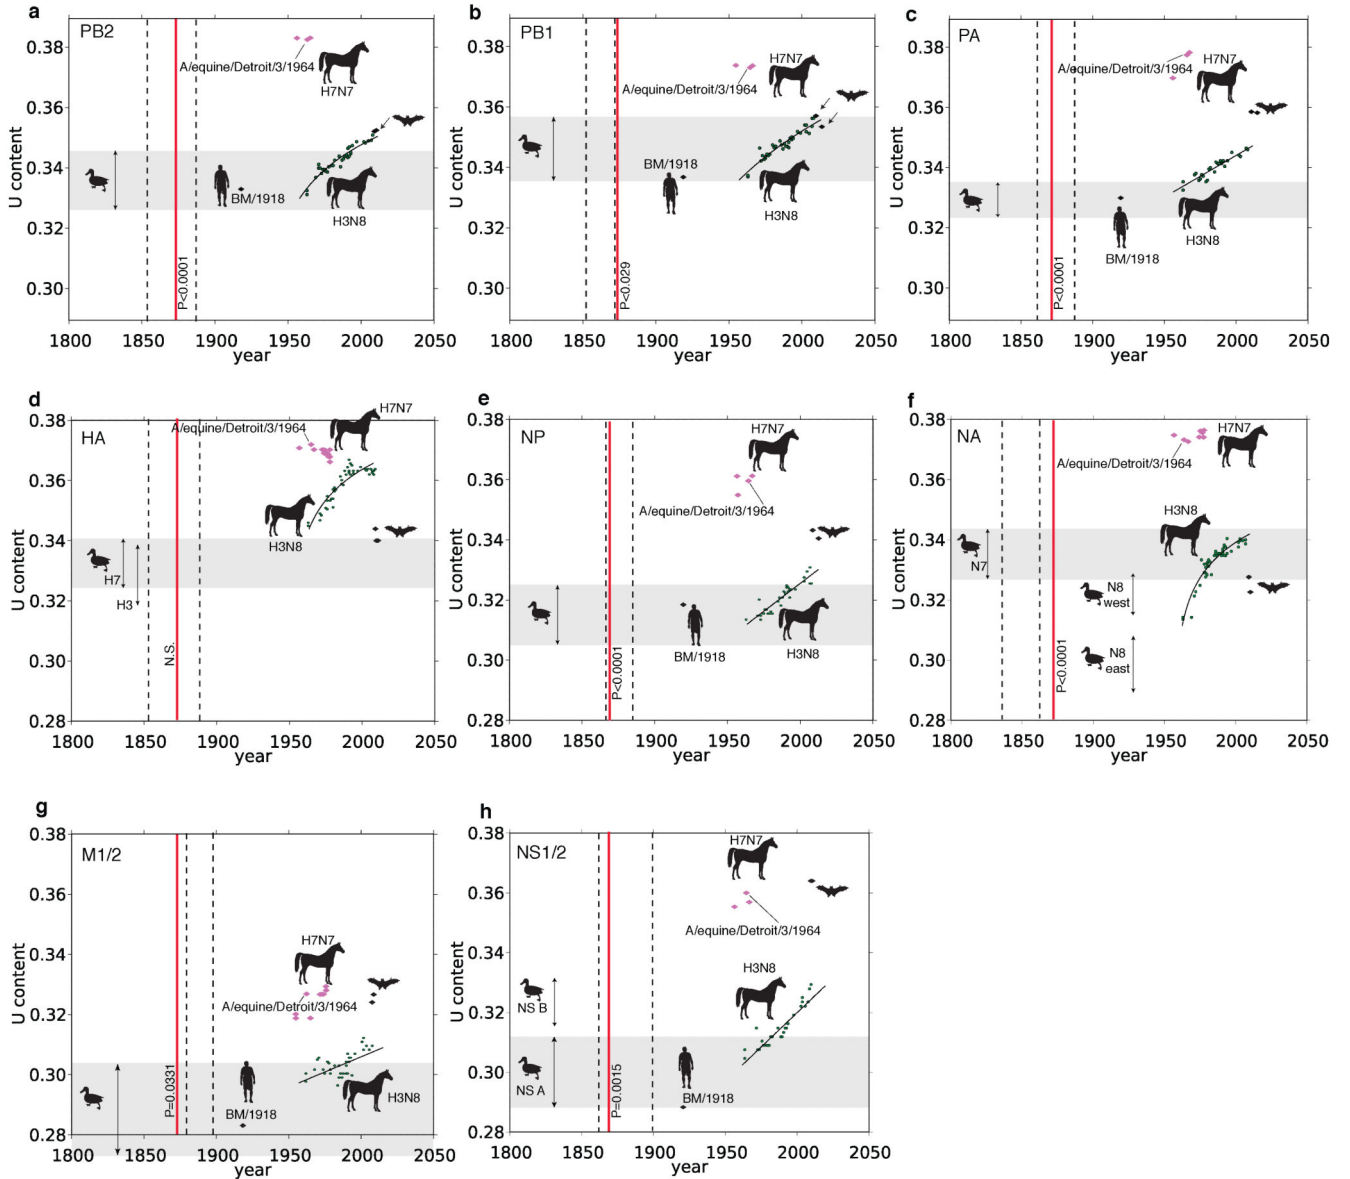 a
PB2
0.38
0.36
0.34
0.32
0.30
U content
A/equine/Detroit/3/1964
H7N7
BM/1918
H3N8
P<0.0001
1800 1850 1900 1950 2000 2050
year
b
PB1
0.38
0.36
0.34
0.32
0.30
U content
A/equine/Detroit/3/1964
H7N7
BM/1918
H3N8
P<0.029
1800 1850 1900 1950 2000 2050
year
c
PA
0.38
0.36
0.34
0.32
0.30
U content
H7N7
A/equine/Detroit/3/1964
H3N8
BM/1918
P<0.0001
1800 1850 1900 1950 2000 2050
year
d
HA
0.38
0.36
0.34
0.32
0.30
0.28
U content
H7N7
A/equine/Detroit/3/1964
H3N8
H7
H3
N.S.
1800 1850 1900 1950 2000 2050
year
e
NP
0.38
0.36
0.34
0.32
0.30
0.28
U content
H7N7
A/equine/Detroit/3/1964
BM/1918
H3N8
P<0.0001
1800 1850 1900 1950 2000 2050
year
f
NA
0.38
0.36
0.34
0.32
0.30
0.28
U content
H7N7
A/equine/Detroit/3/1964
H3N8
N7
N8
west
N8
east
P<0.0001
1800 1850 1900 1950 2000 2050
year
g
M1/2
0.38
0.36
0.34
0.32
0.30
0.28
U content
H7N7
A/equine/Detroit/3/1964
BM/1918
H3N8
P=0.0331
1800 1850 1900 1950 2000 2050
year
h
NS1/2
0.38
0.36
0.34
0.32
0.30
0.28
U content
H7N7
A/equine/Detroit/3/1964
H3N8
NS B
NS A
BM/1918
P=0.0015
1800 1850 1900 1950 2000 2050
year